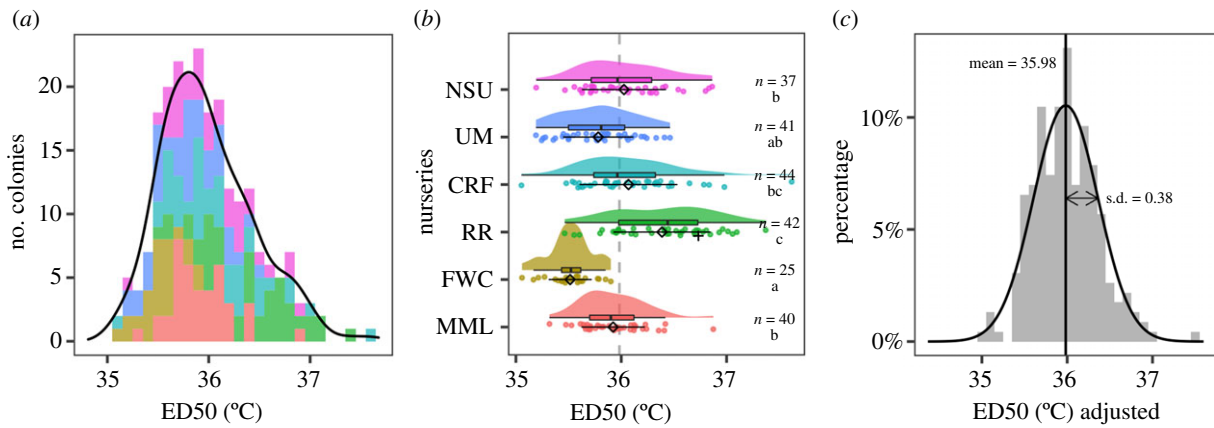 (a)
no. colonies
20
15
10
5
0
35 36 37
ED50 (ºC)
(b)
nurseries
NSU
UM
CRF
RR
FWC
MML
n = 37
b
n = 41
ab
n = 44
bc
n = 42
c
n = 25
a
n = 40
b
35 36 37
ED50 (ºC)
(c)
percentage
10%
5%
0%
mean = 35.98
s.d. = 0.38
35 36 37
ED50 (ºC) adjusted